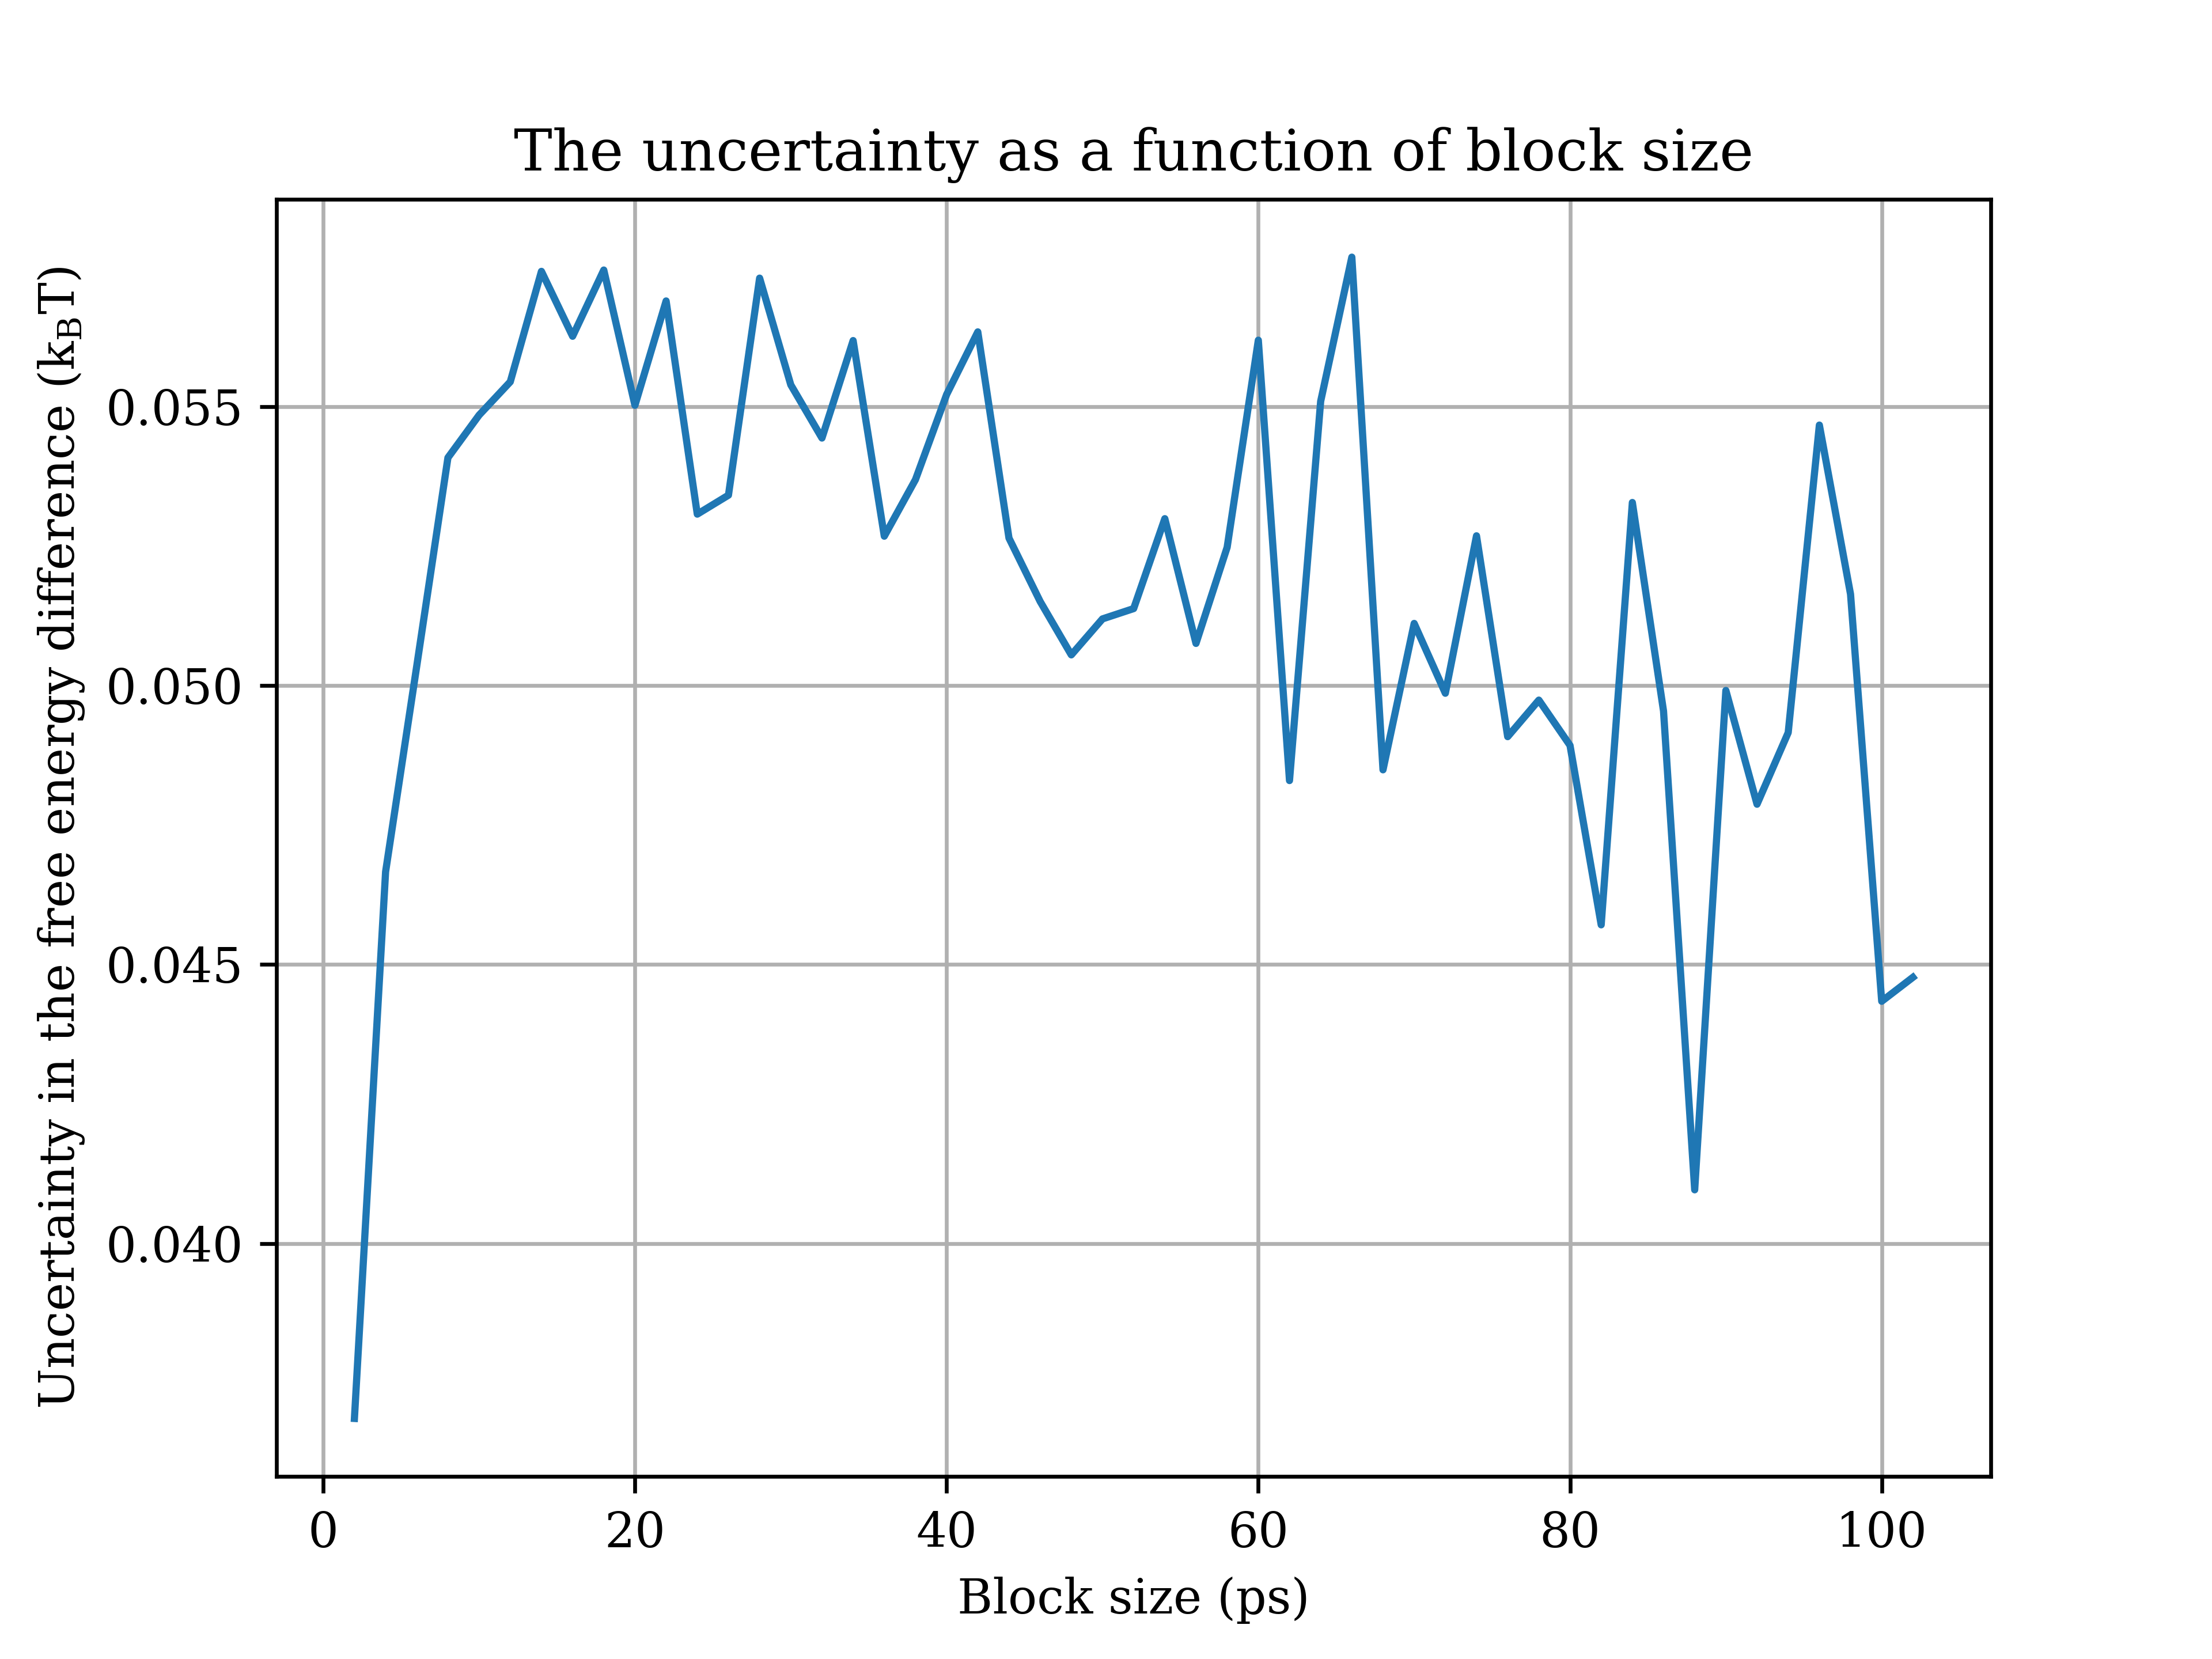 The uncertainty as a function of block size
Uncertainty in the free energy difference (k_BT)
0.055
0.050
0.045
0.040
0 20 40 60 80 100
Block size (ps)